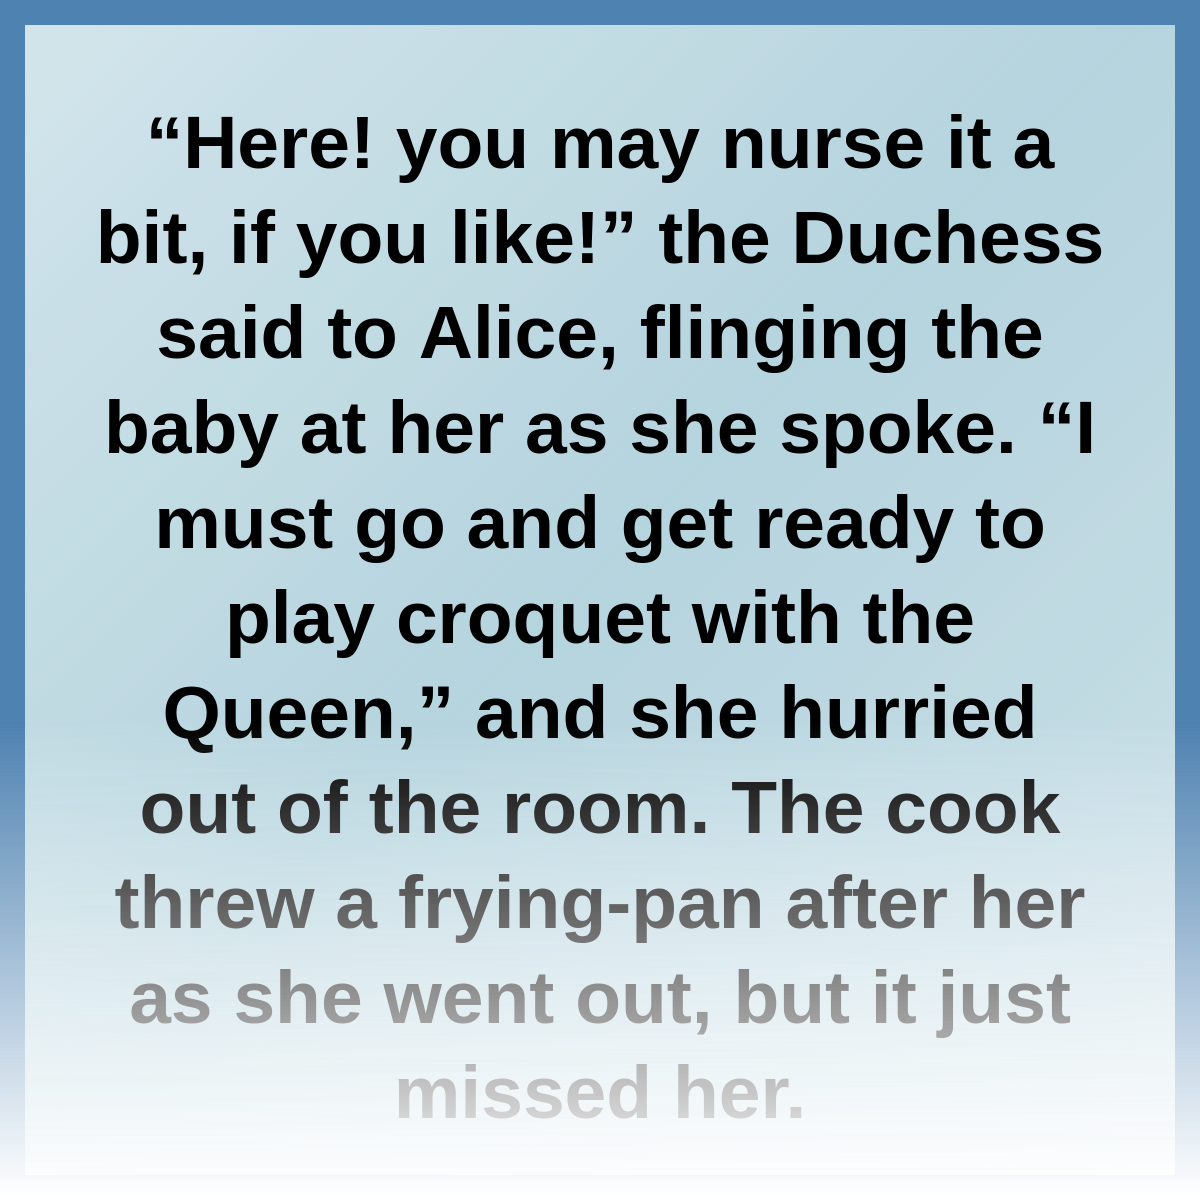 “Here! you may nurse it a
bit, if you like!” the Duchess
said to Alice, flinging the
baby at her as she spoke. “I
must go and get ready to
play croquet with the
Queen,” and she hurried
out of the room. The cook
threw a frying-pan after her
as she went out, but it just
missed her.